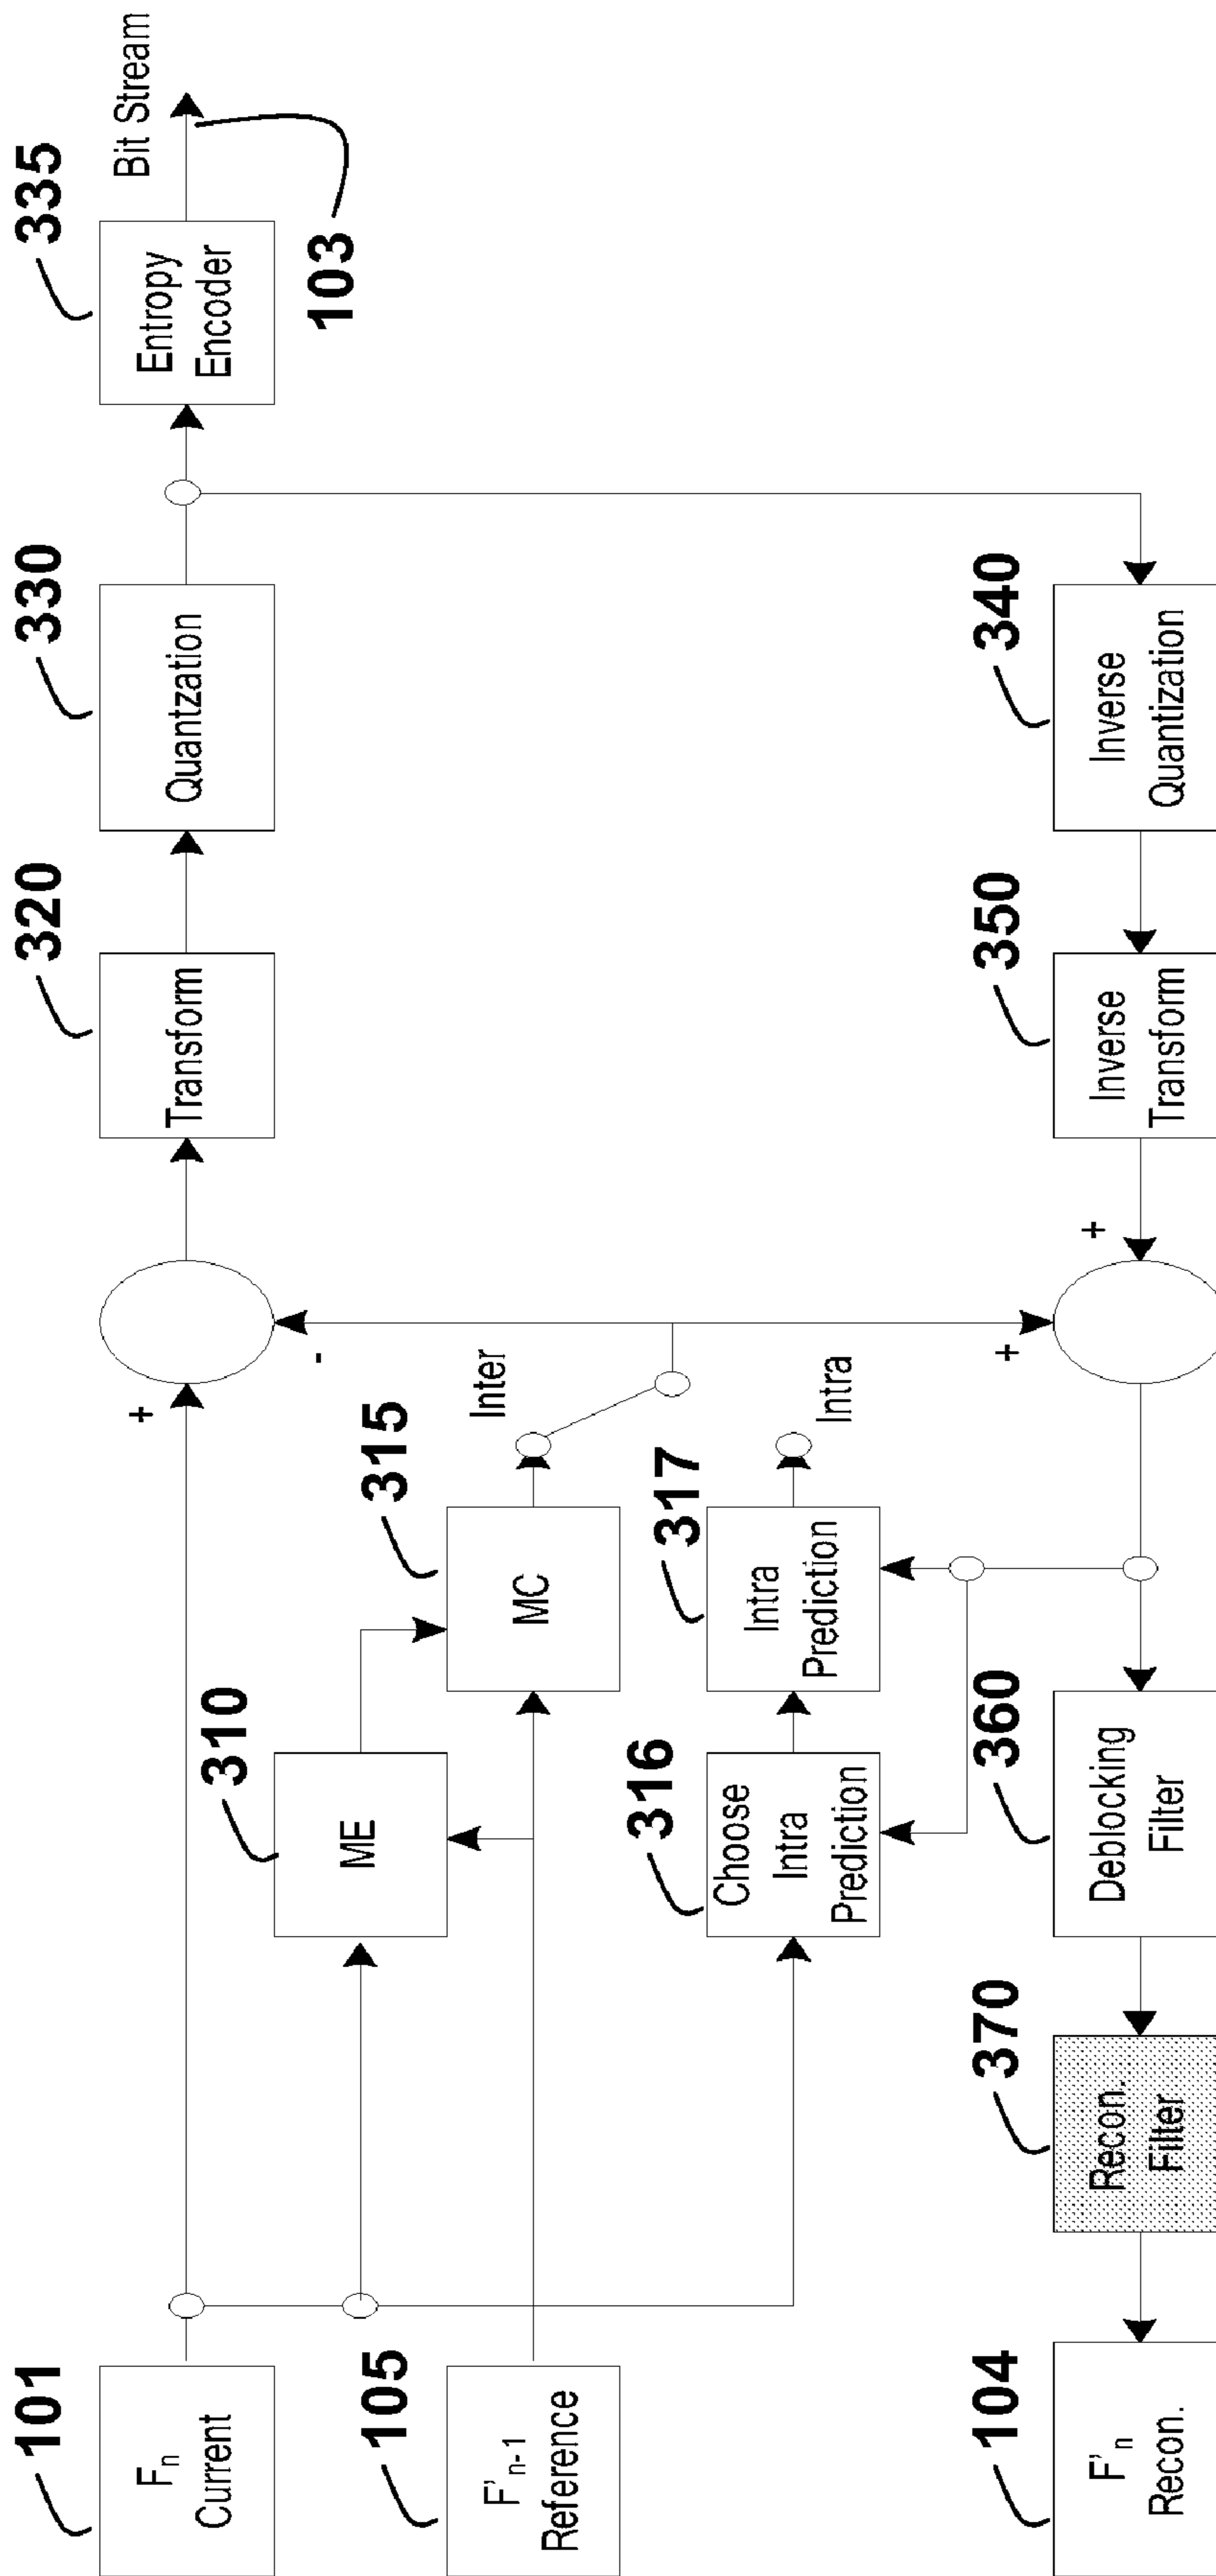 101
F n
Current
+
320
Transform
330
Quantzation
335
Entropy
Encoder
Bit Stream
103
-
310
ME
315
MC
Inter
105
F' n-1
Reference
316
Choose
Intra
Prediction
317
Intra
Prediction
Intra
+
+
104
F' n
Recon.
370
Recon.
Filter
360
Deblocking
Filter
350
Inverse
Transform
340
Inverse
Quantization